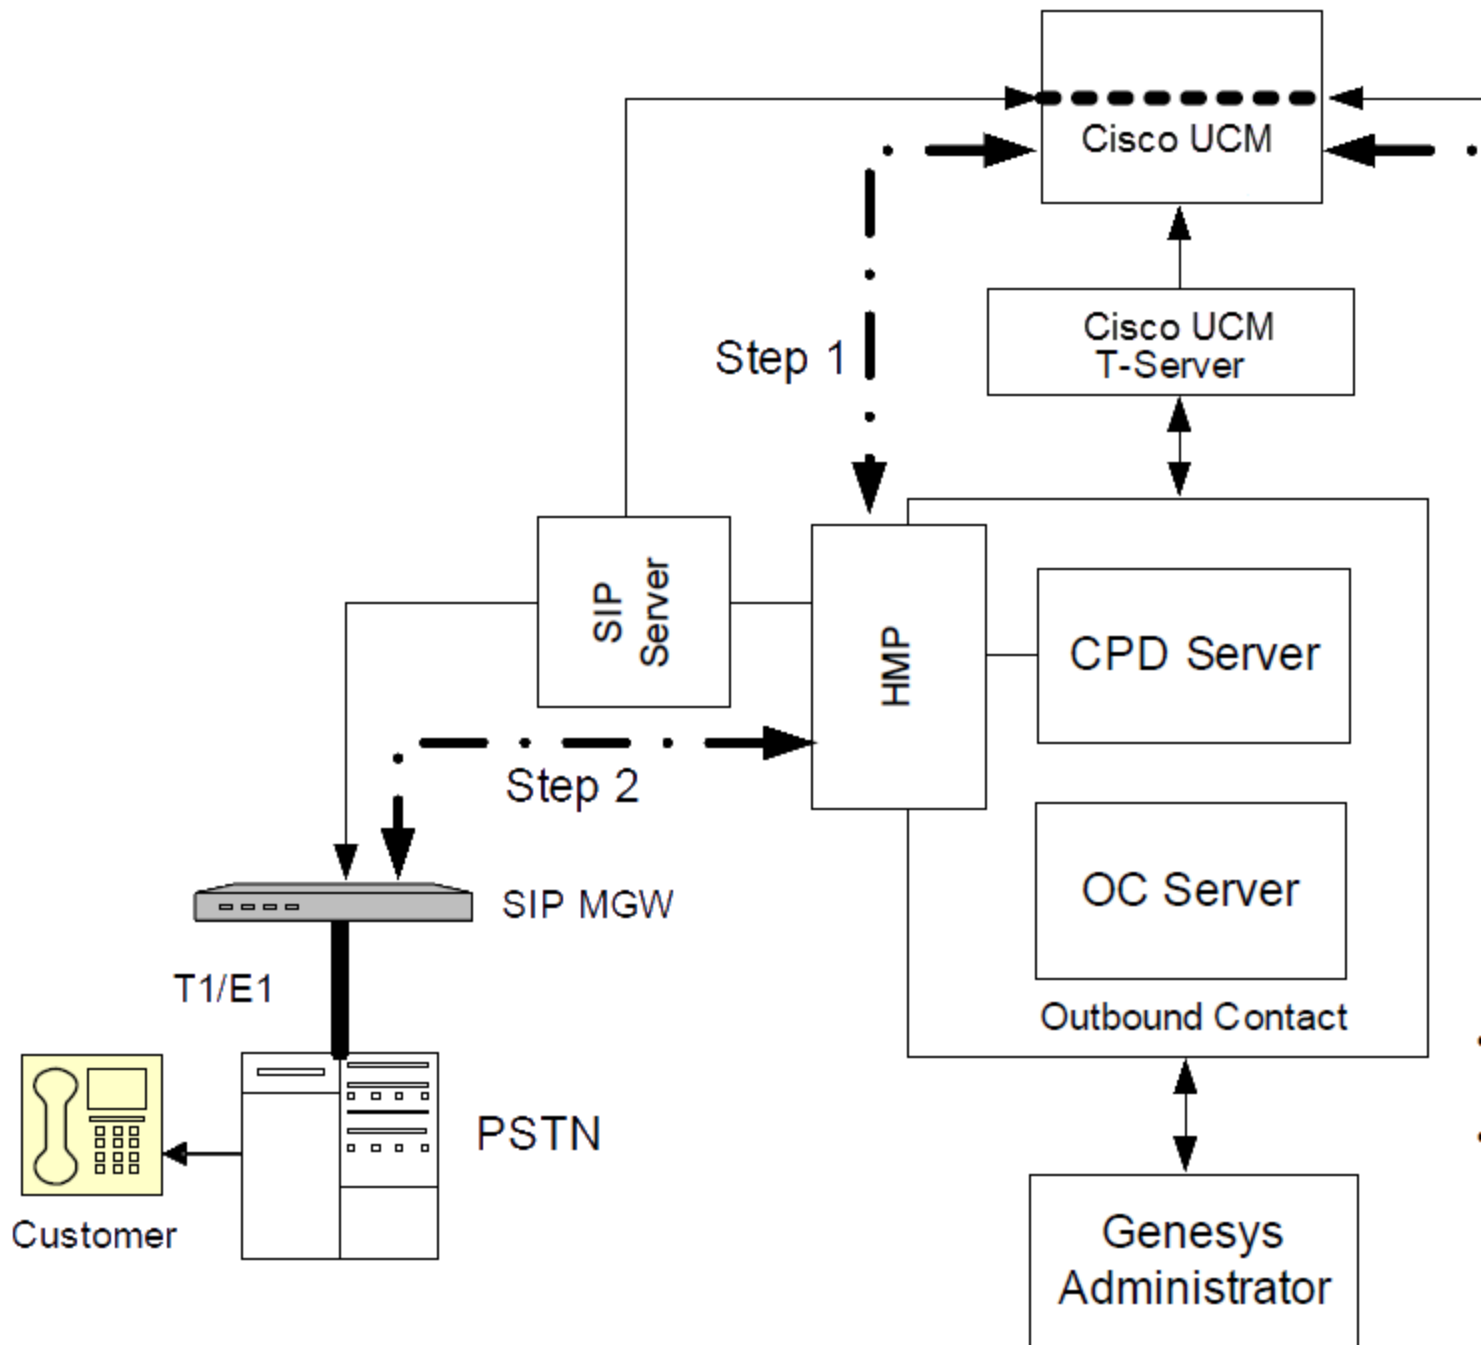 Cisco UCM
Cisco UCM
T-Server
Step 1
SIP
Server
HMP
CPD Server
Step 2
OC Server
SIP MGW
T1/E1
Outbound Contact
PSTN
Customer
Genesys
Administrator